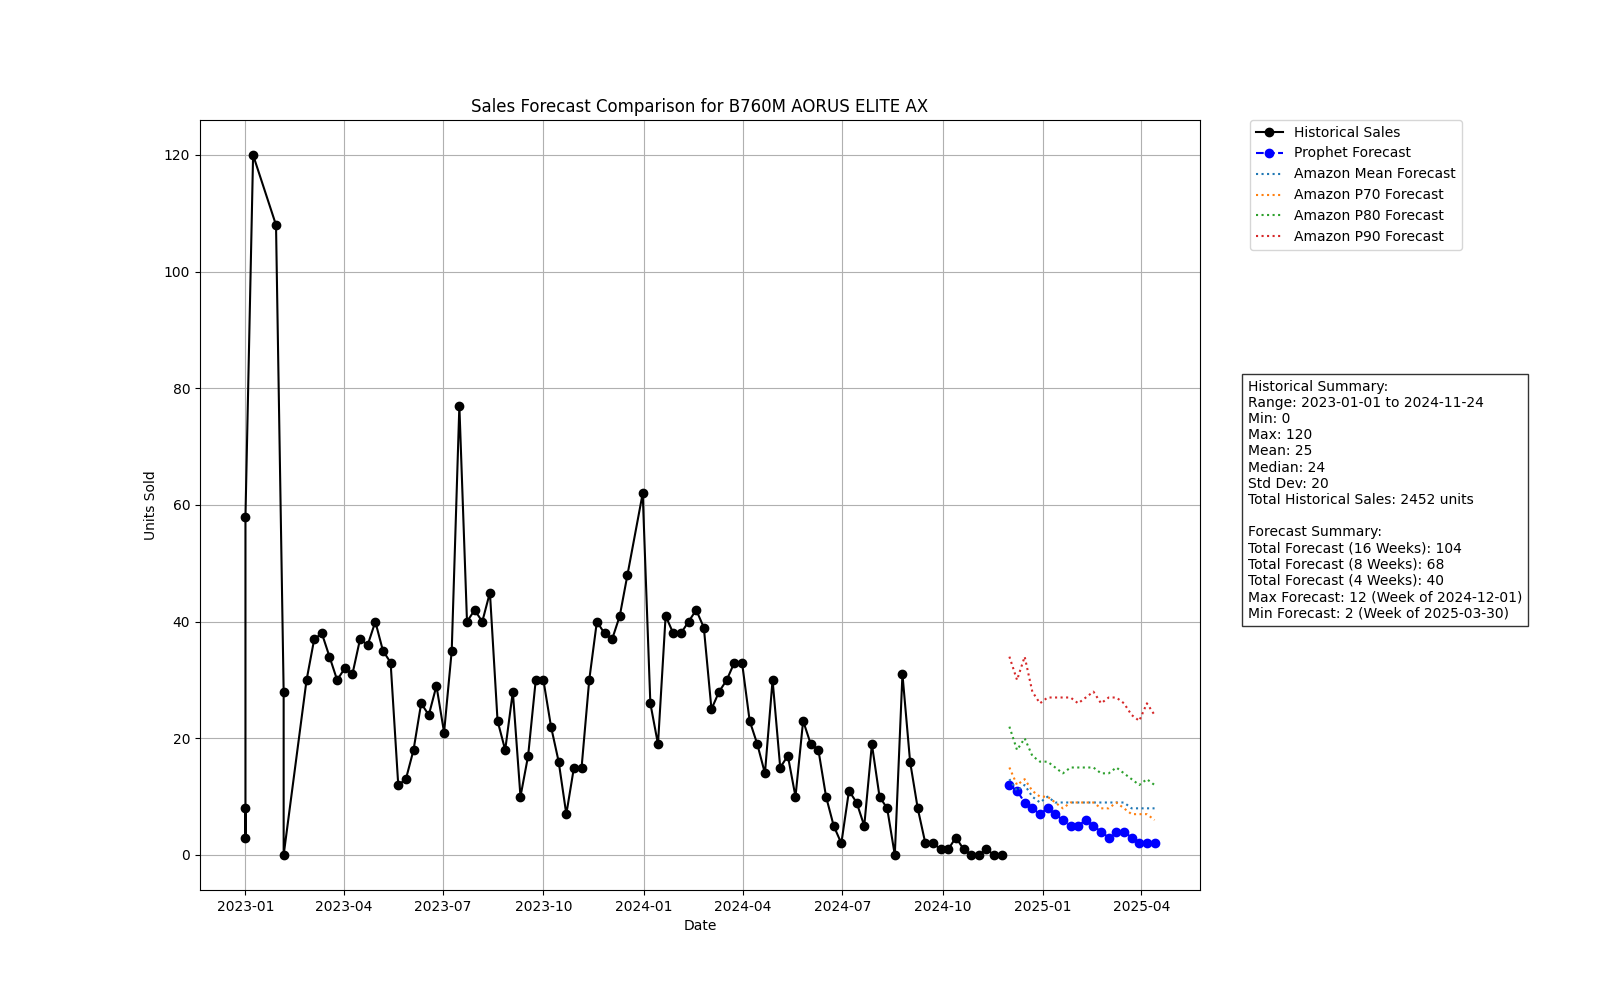 Sales Forecast Comparison for B760M AORUS ELITE AX
Units Sold
120
100
80
60
40
20
0
2023-01
2023-04
2023-07
2023-10
2024-01
2024-04
2024-07
2024-10
2025-01
2025-04
Date
Historical Sales
Prophet Forecast
Amazon Mean Forecast
Amazon P70 Forecast
Amazon P80 Forecast
Amazon P90 Forecast
Historical Summary:
Range: 2023-01-01 to 2024-11-24
Min: 0
Max: 120
Mean: 25
Median: 24
Std Dev: 20
Total Historical Sales: 2452 units
Forecast Summary:
Total Forecast (16 Weeks): 104
Total Forecast (8 Weeks): 68
Total Forecast (4 Weeks): 40
Max Forecast: 12 (Week of 2024-12-01)
Min Forecast: 2 (Week of 2025-03-30)